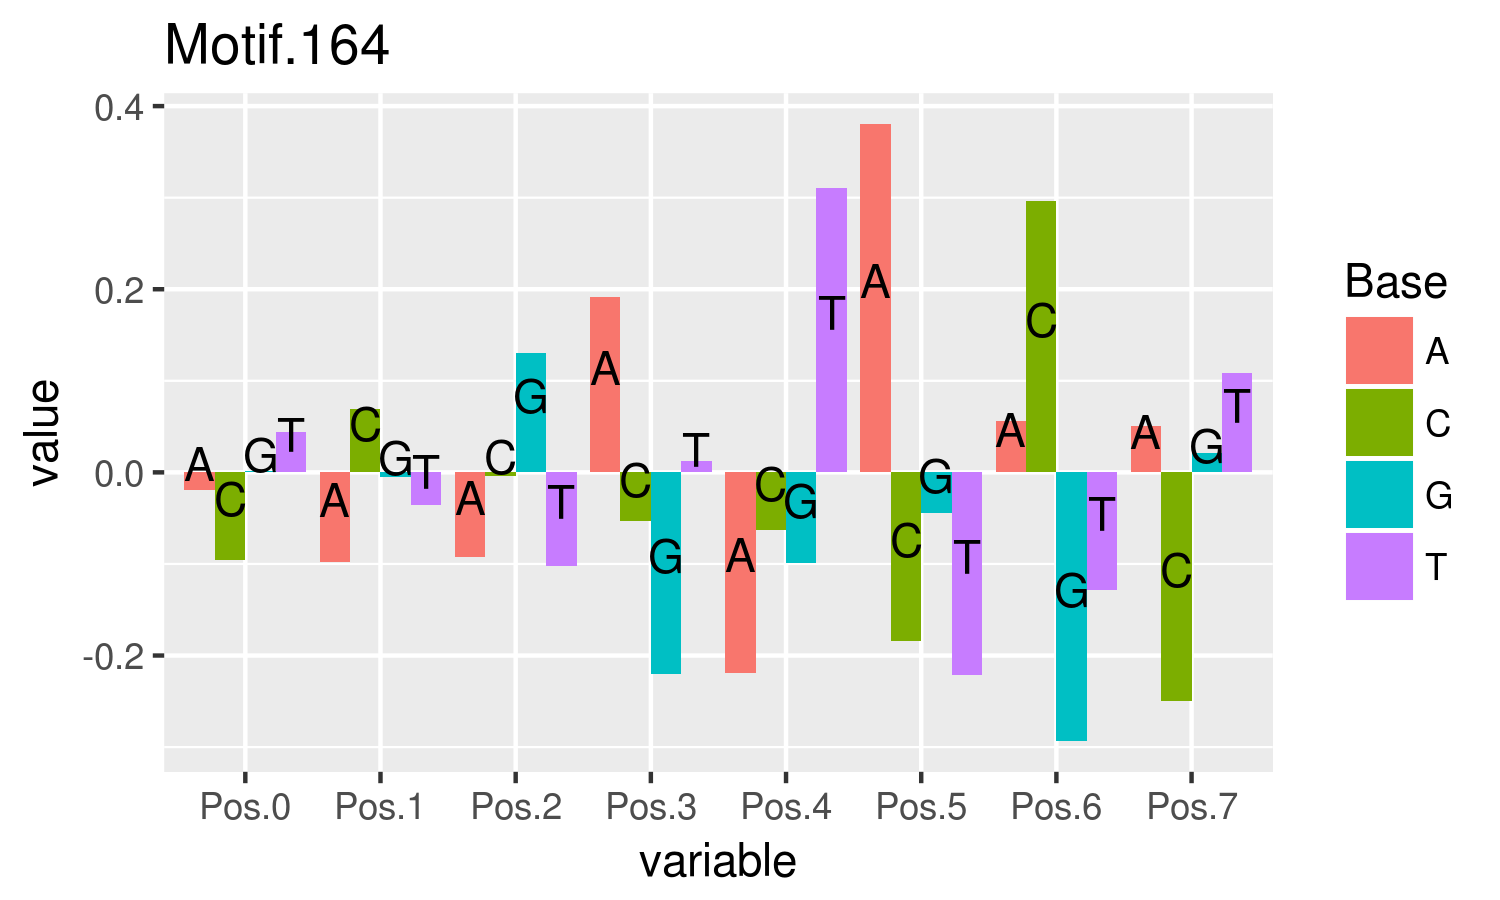 Motif.164
0.4
0.2
0.0
-0.2
value
A C G T
A C G T
A C G T
A C G T
A C G T
A C G T
A C G T
A C G T
Pos.0 Pos.1 Pos.2 Pos.3 Pos.4 Pos.5 Pos.6 Pos.7
variable
Base
A
C
G
T